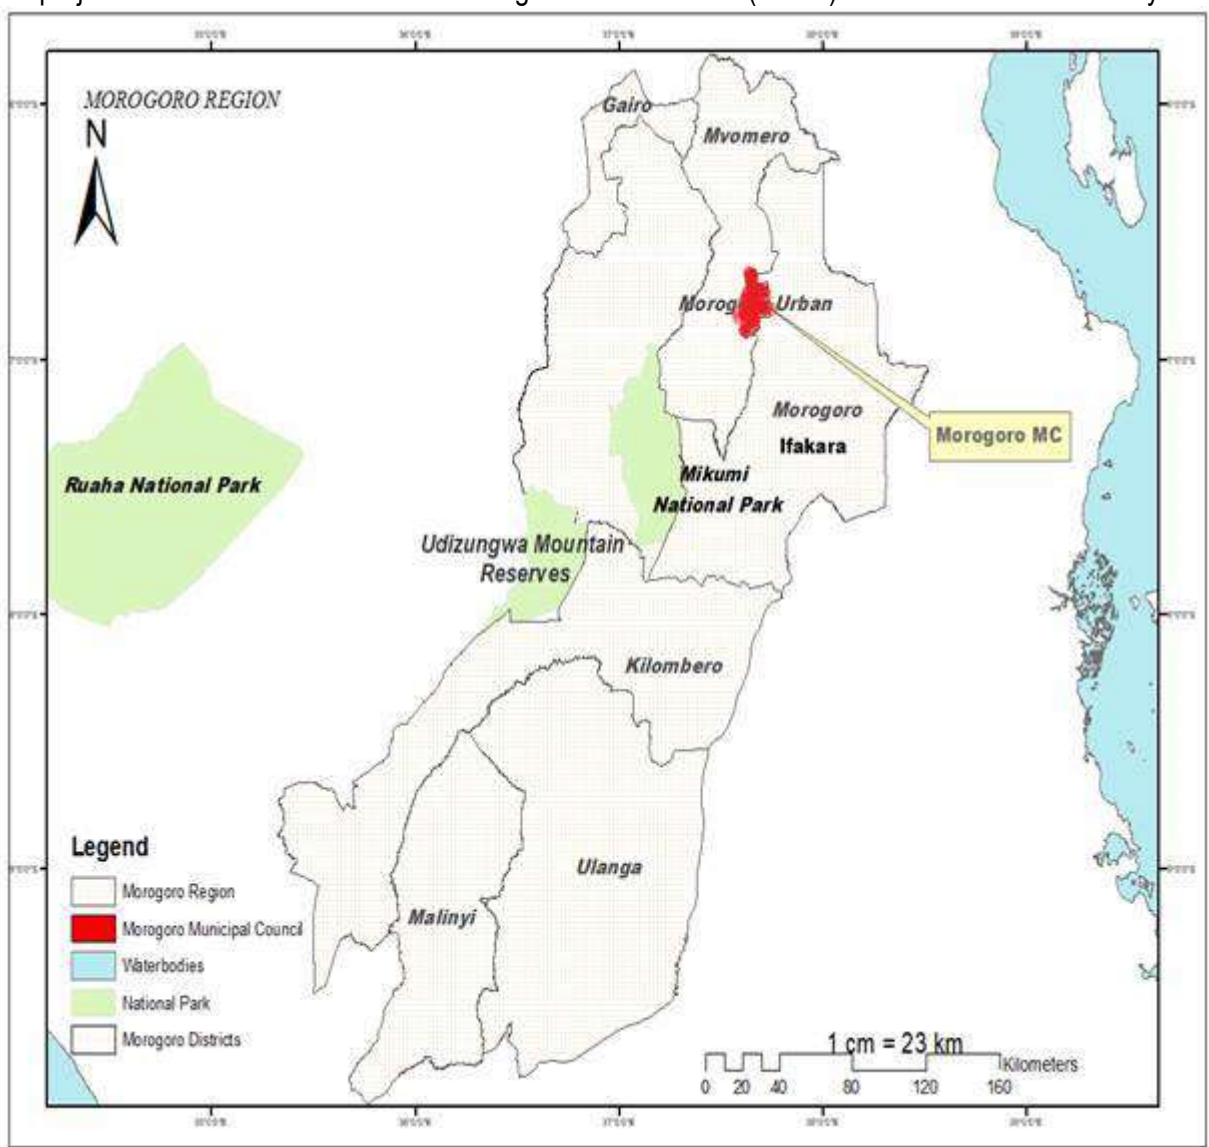 MOROGORO REGION
N
Gairo
Mvomero
Morogoro Urban
Morogoro
Ifakara
Morogoro MC
Ruaha National Park
Mikumi
National Park
Udizungwa Mountain
Reserves
Kilombero
Ulanga
Malinyi
Legend
Morogoro Region
Morogoro Municipal Council
Waterbodies
National Park
Morogoro Districts
1 cm = 23 km
Kilometers
0 20 40 80 120 160